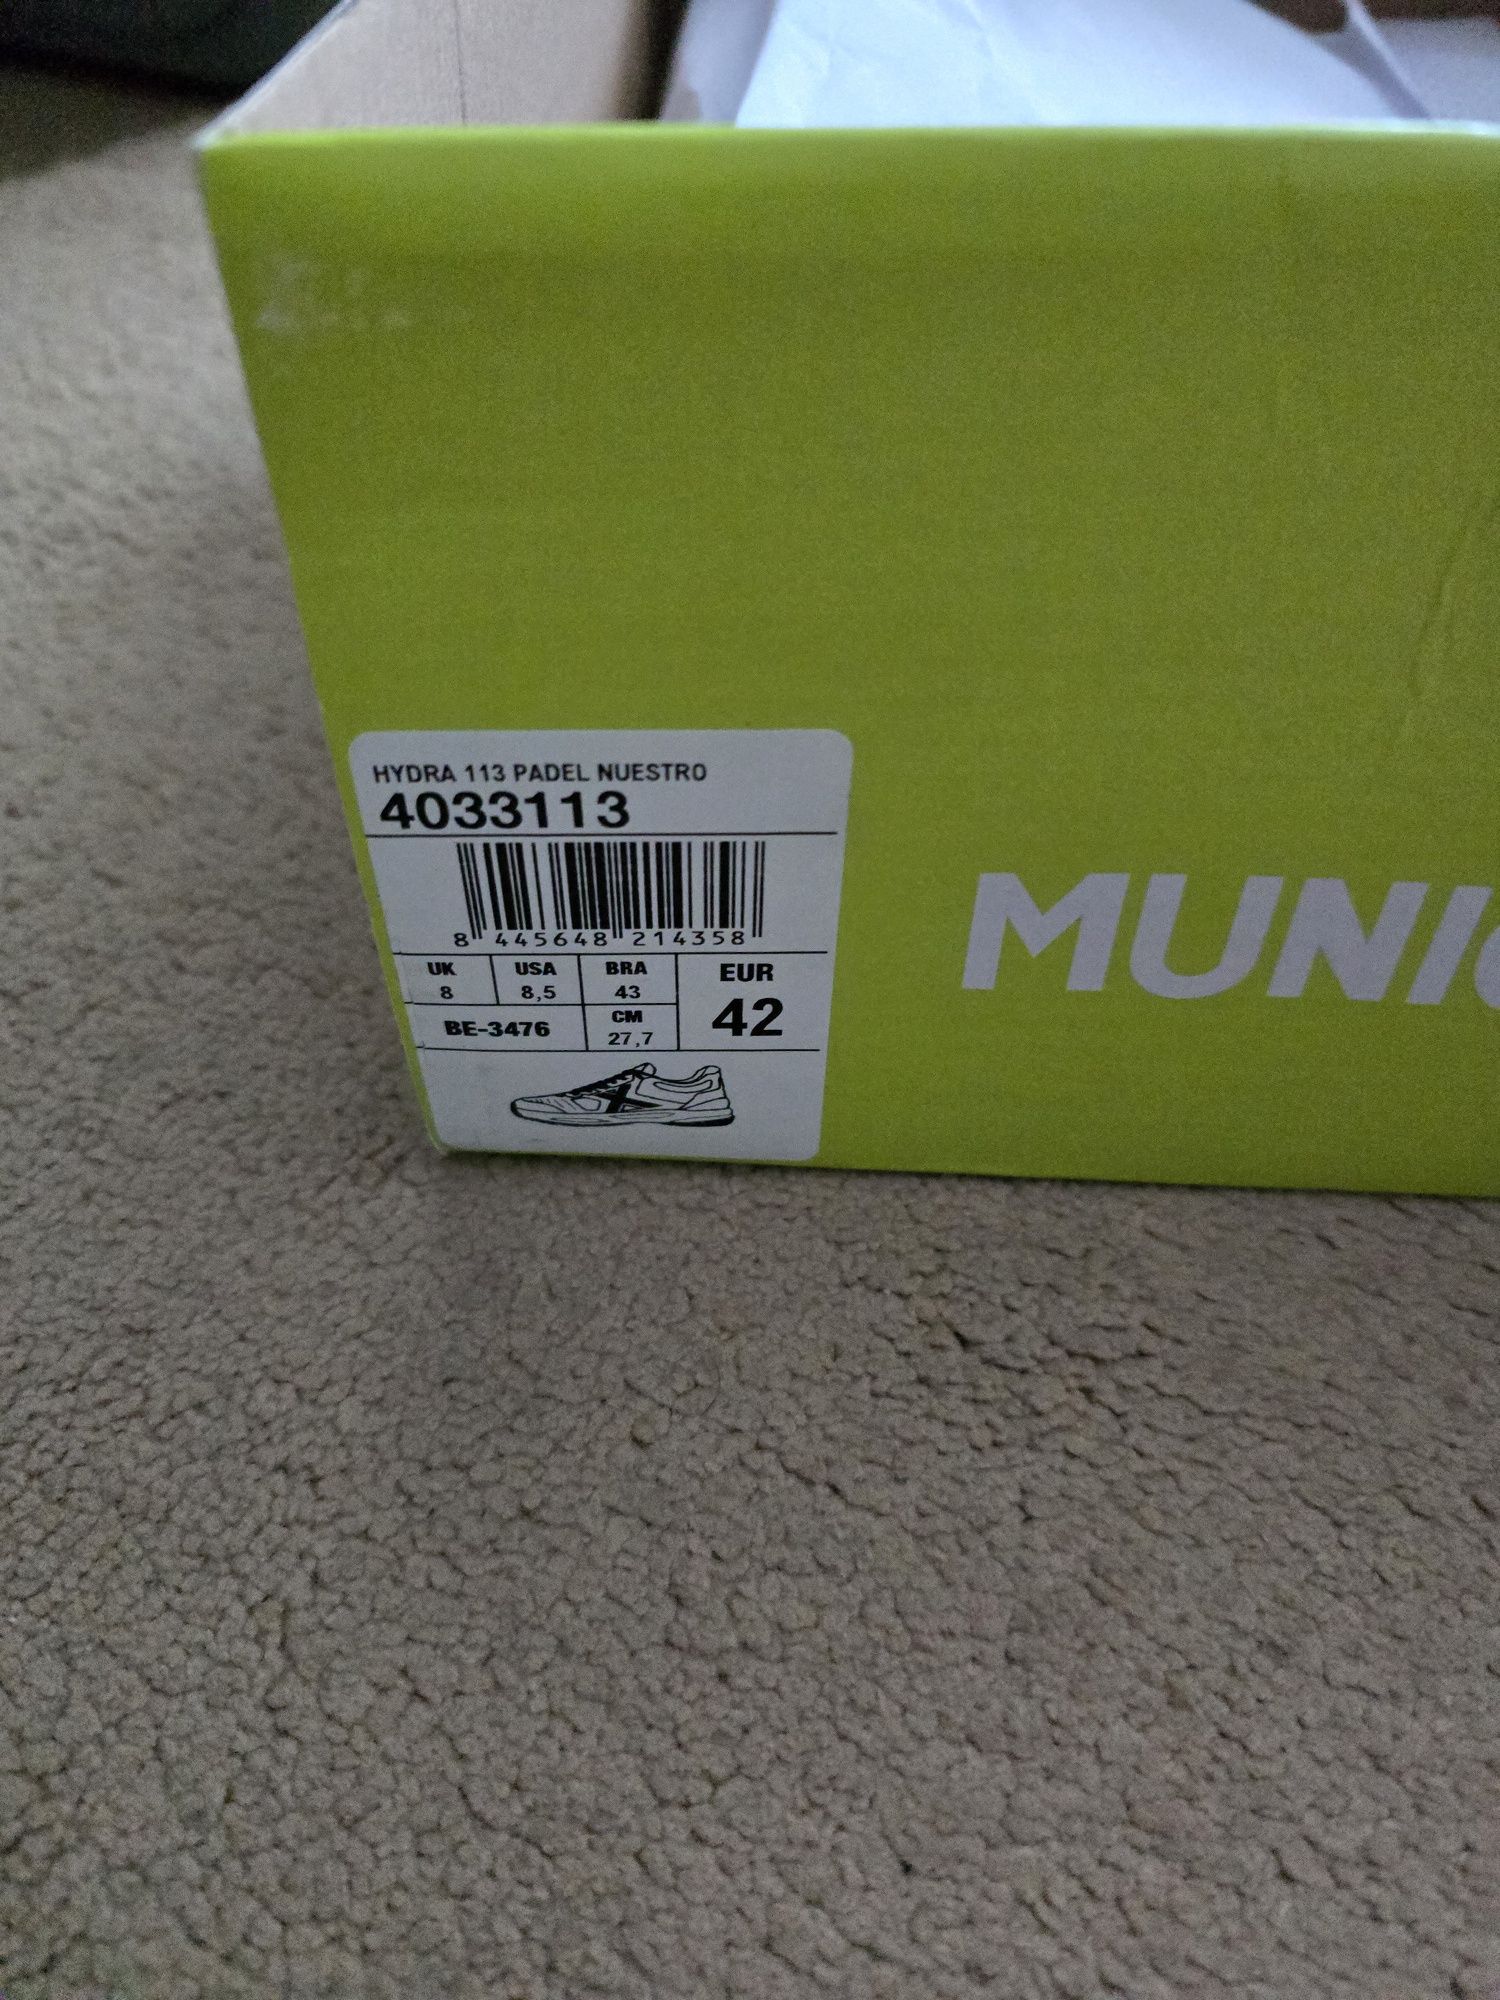 HYDRA 113 PADEL NUESTRO
4033113
8 445648 214358
UK USA BRA EUR
8 8,5 43 42
BE-3476 CM
27,7
MUNIC